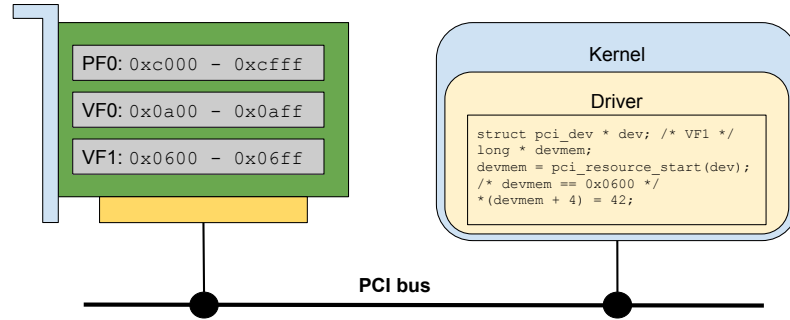 PF0: 0xc000 - 0xcfff
VF0: 0x0a00 - 0x0aff
VF1: 0x0600 - 0x06ff
Kernel
Driver
struct pci_dev * dev; /* VF1 */
long * devmem;
devmem = pci_resource_start(dev);
/* devmem == 0x0600 */
*(devmem + 4) = 42;
PCI bus